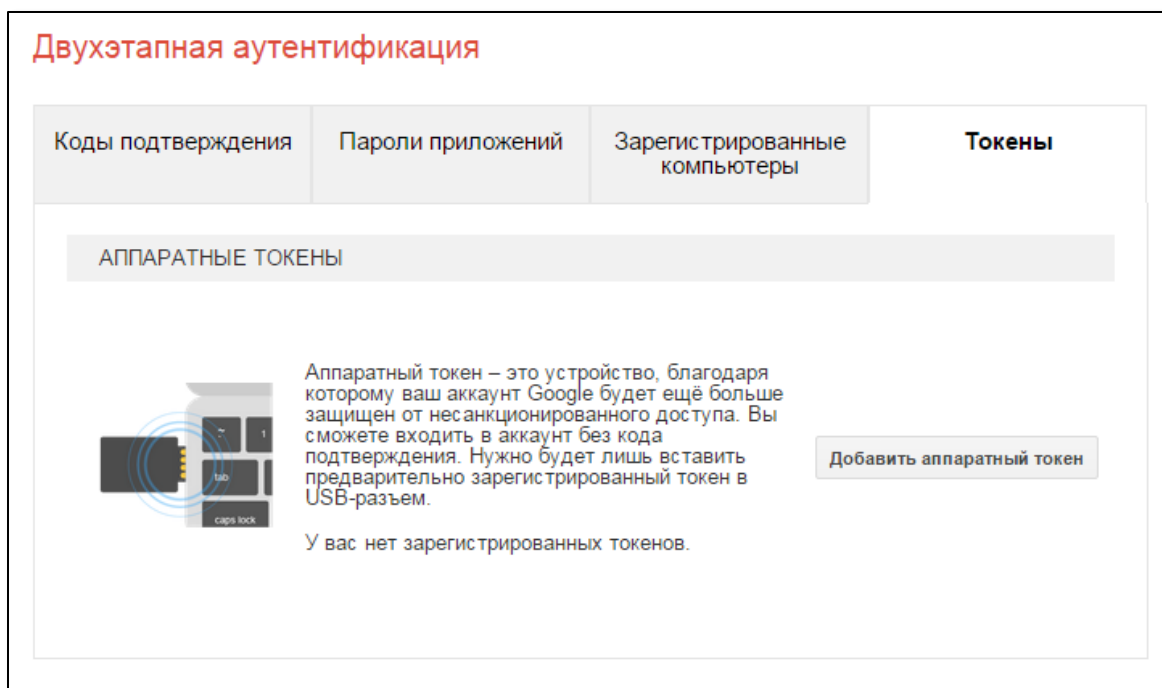 Двухэтапная аутентификация
Коды подтверждения
Пароли приложений
Зарегистрированные
компьютеры
Токены
АППАРАТНЫЕ ТОКЕНЫ
Аппаратный токен – это устройство, благодаря
которому ваш аккаунт Google будет ещё больше
защищен от несанкционированного доступа. Вы
сможете входить в аккаунт без кода
подтверждения. Нужно будет лишь вставить
предварительно зарегистрированный токен в
USB-разъем.
У вас нет зарегистрированных токенов.
Добавить аппаратный токен
~
1
tab
caps lock